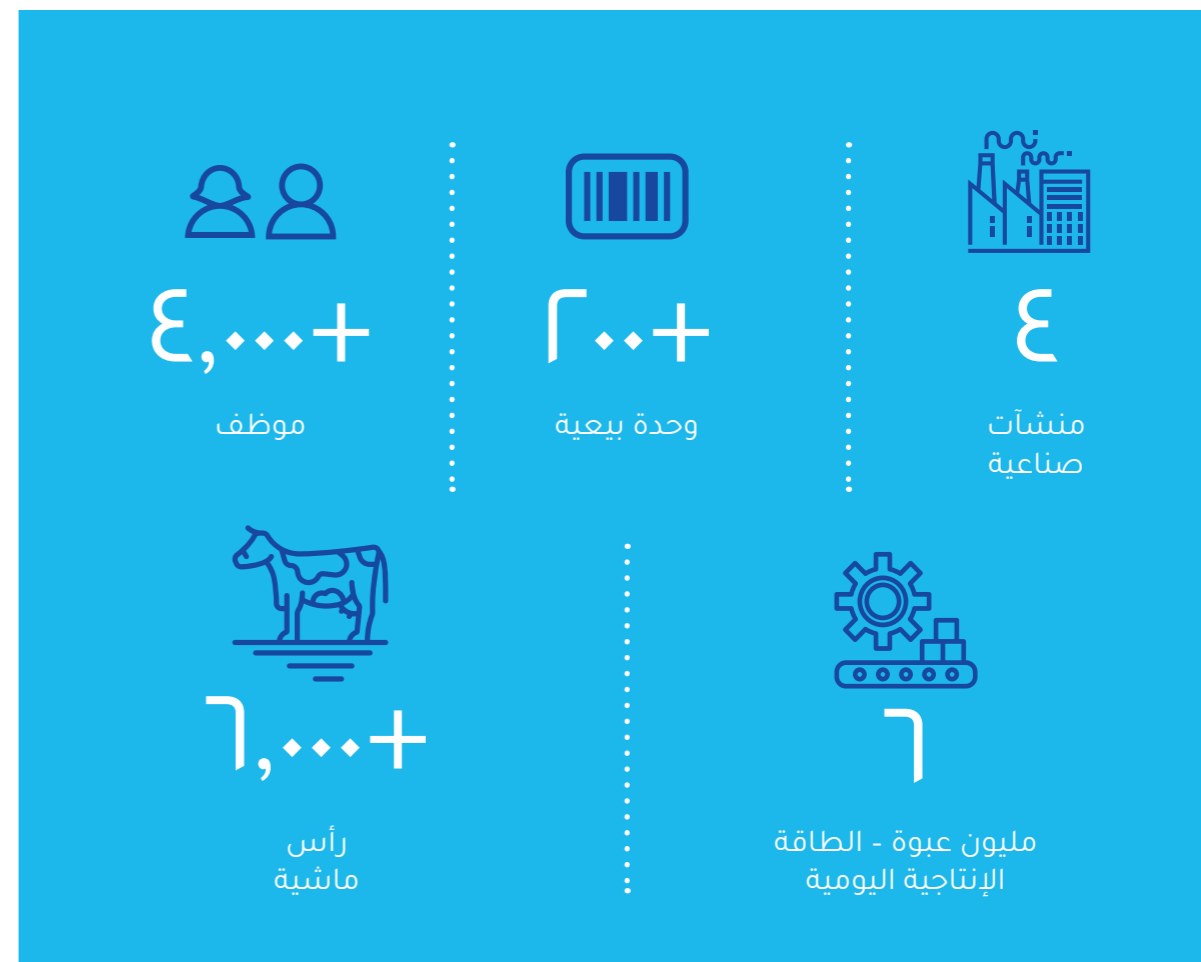 ٤
منشآت
صناعية
+٢٠٠
وحدة بيعية
+٤,٠٠٠
موظف
٦
مليون عبوة - الطاقة
الإنتاجية اليومية
+٦,٠٠٠
رأس
ماشية